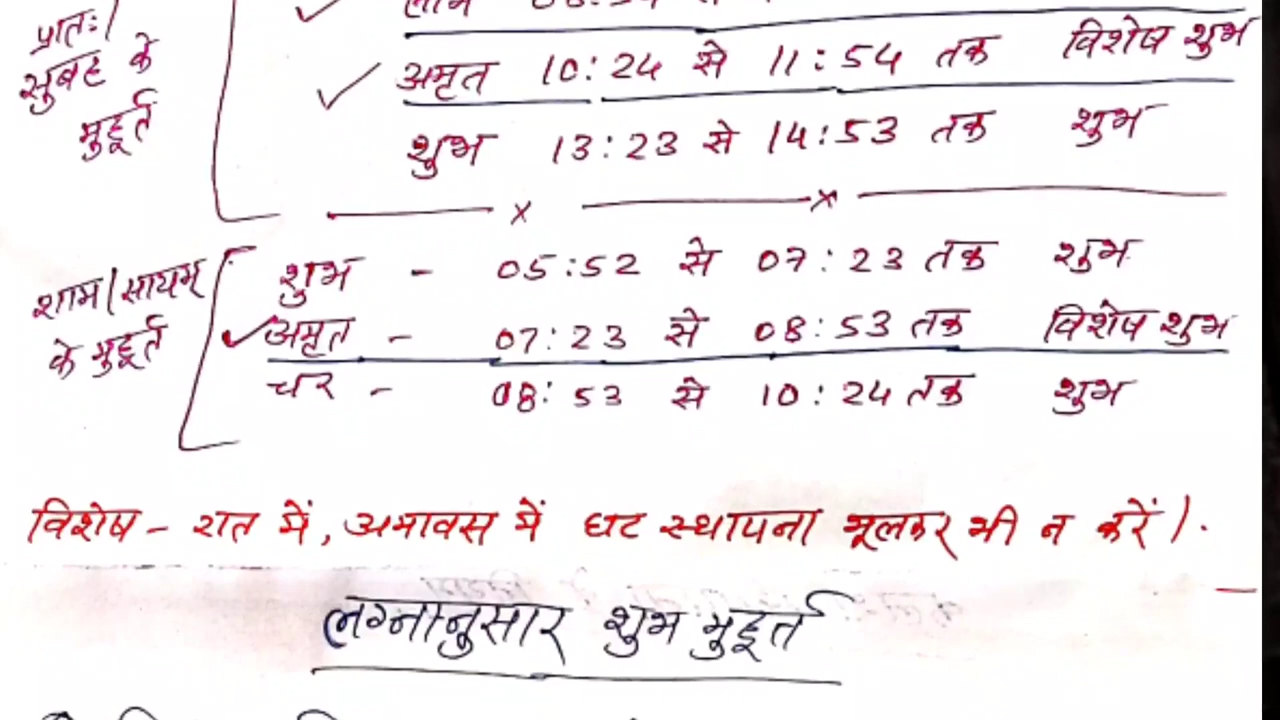 प्रातः/
सुबह के
मुहूर्त
लाभ
अमृत 10:24 से 11:54 तक विशेष शुभ
शुभ 13:23 से 14:53 तक शुभ
x x
शाम/सायम्
के मुहूर्त
शुभ - 05:52 से 07:23 तक शुभ
अमृत - 07:23 से 08:53 तक विशेष शुभ
चर - 08:53 से 10:24 तक शुभ
विशेष - रात में, अमावस में घट स्थापना भूलकर भी न करें।
लग्नानुसार शुभ मुहूर्त